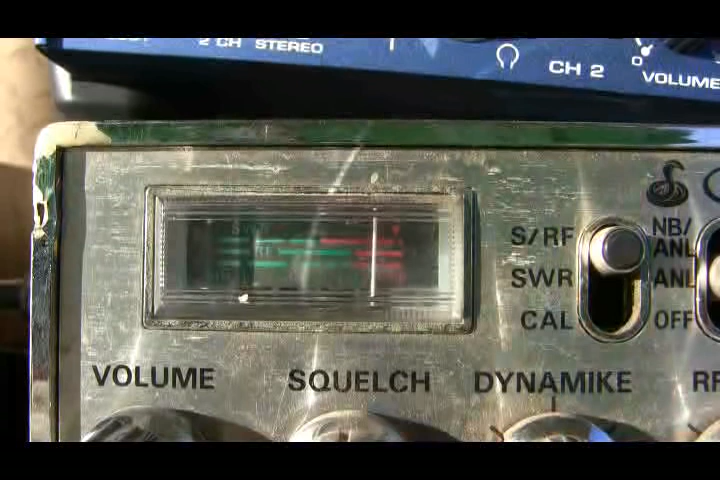 2 CH STEREO
CH 2
VOLUME
S/RF
NB/
ANL
SWR
ANL
CAL
OFF
VOLUME
SQUELCH
DYNAMIKE
RF